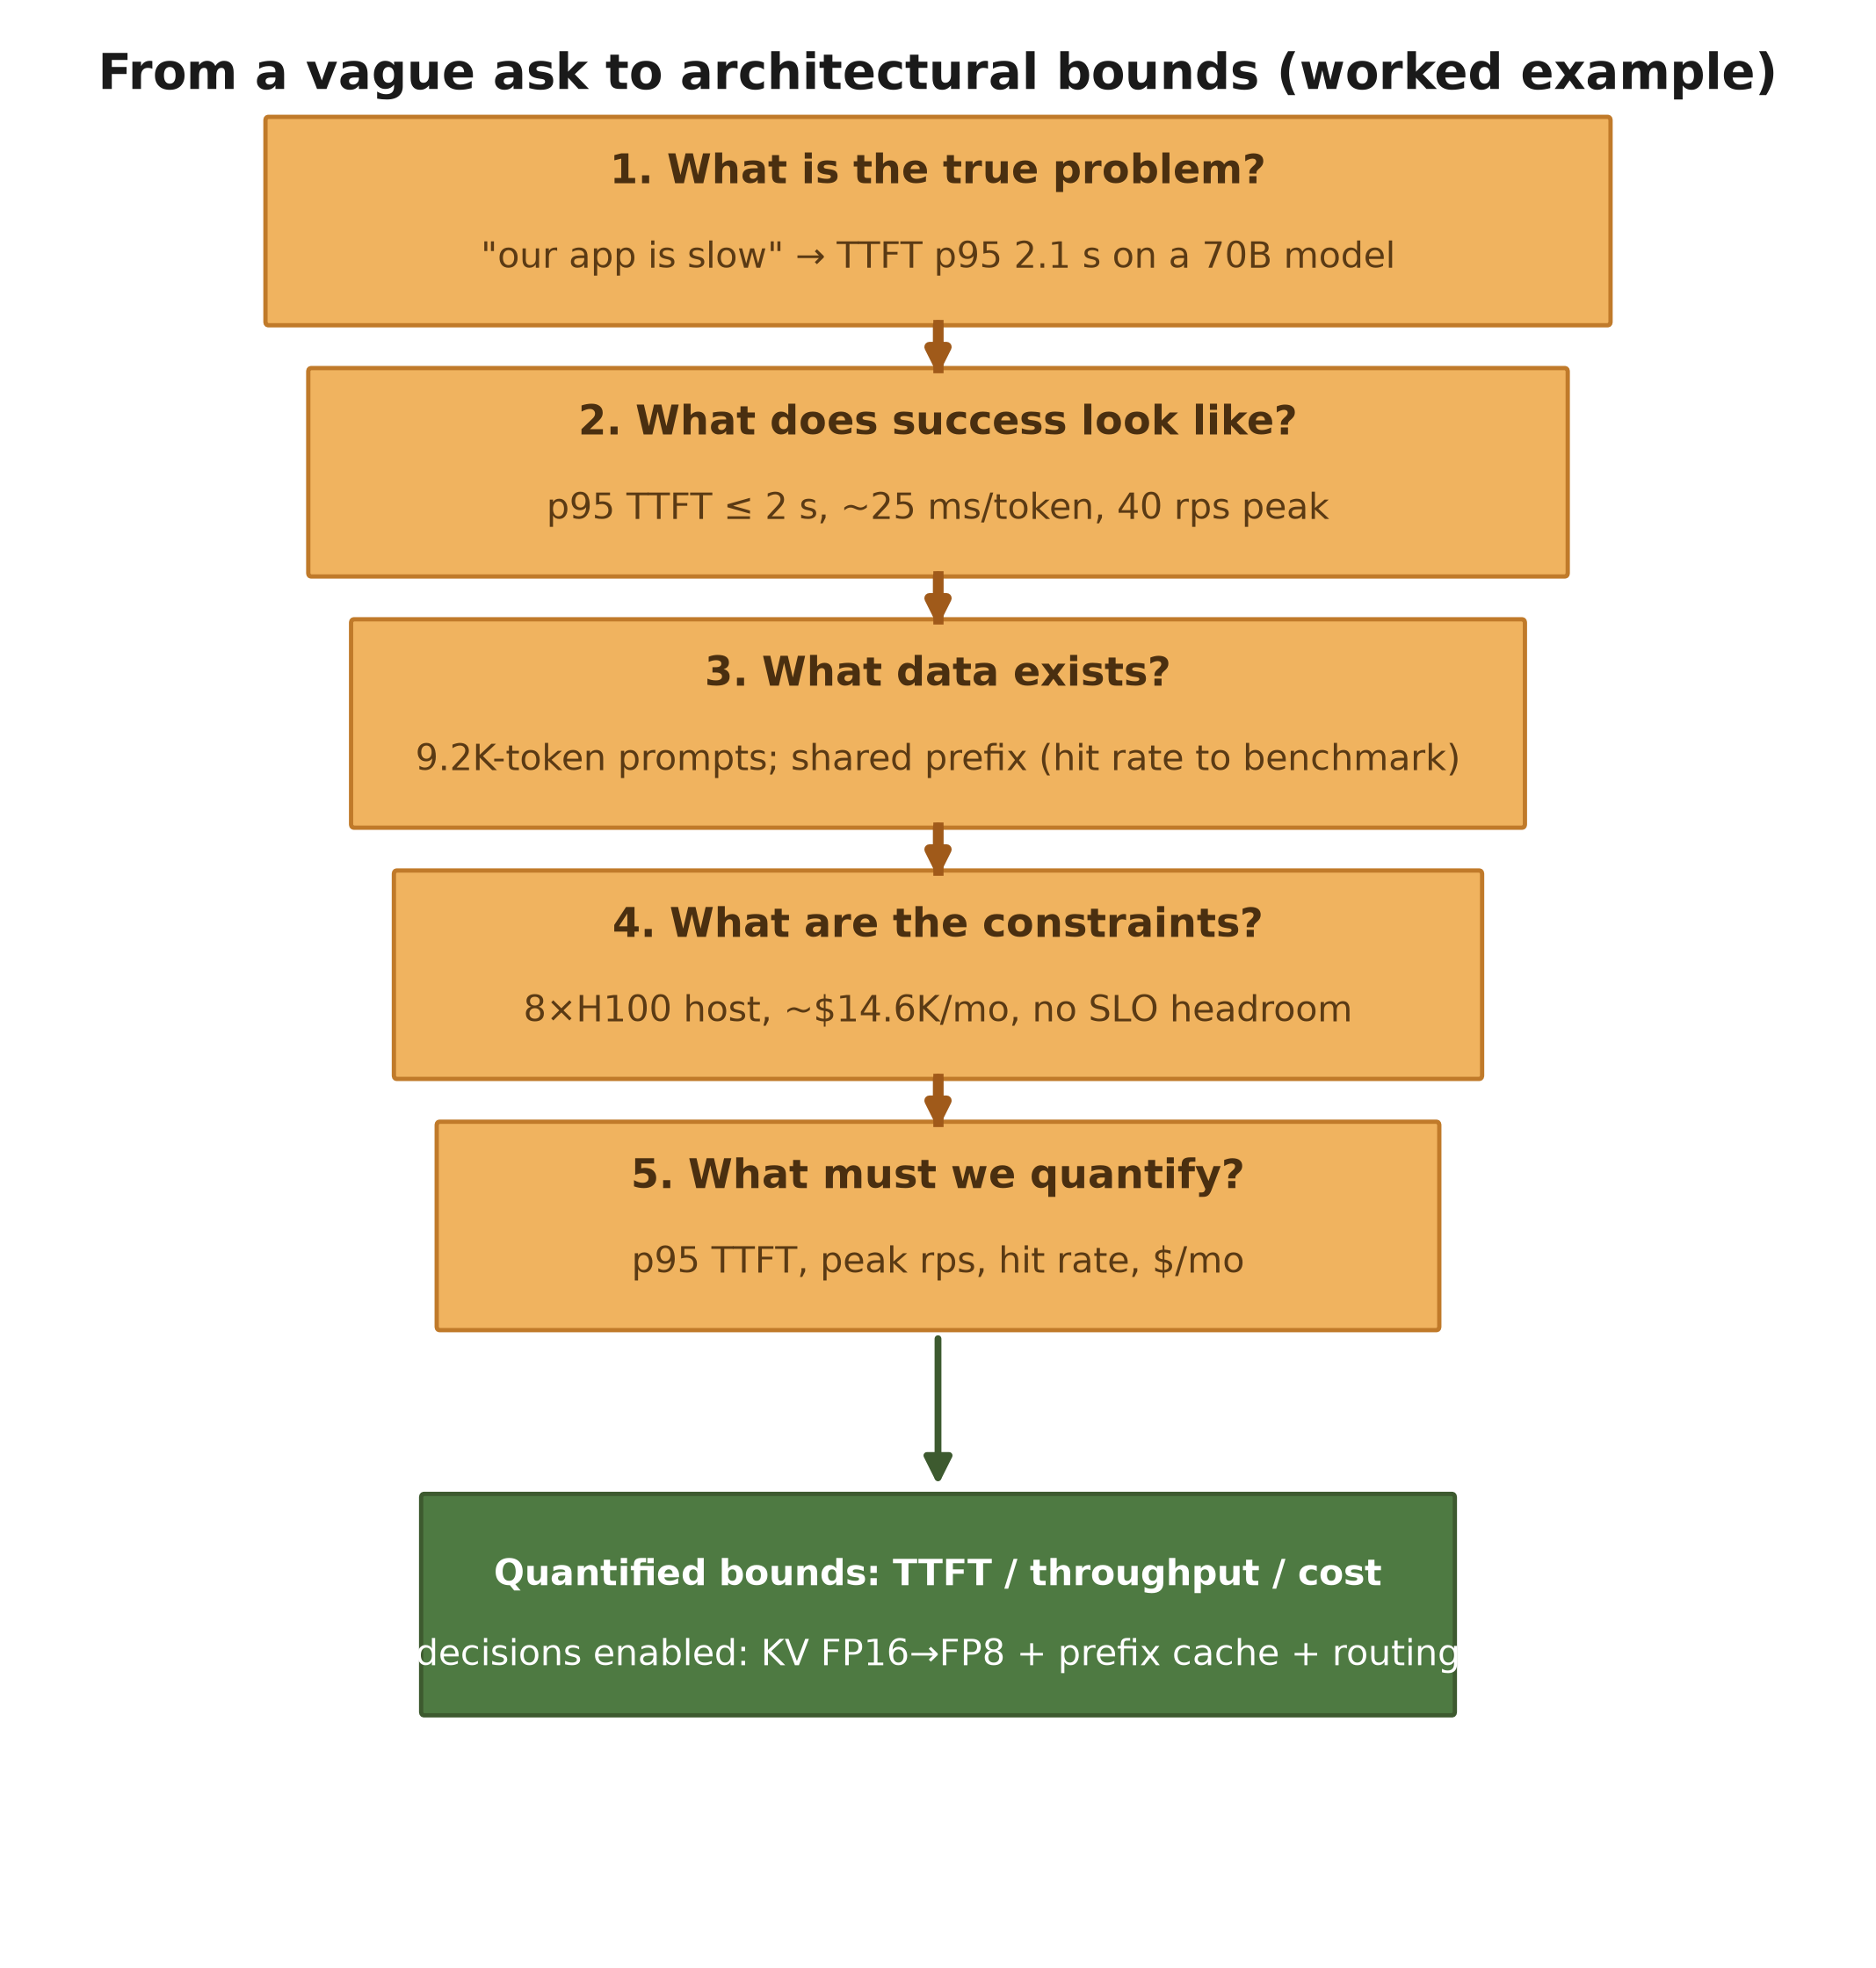 From a vague ask to architectural bounds (worked example)
1. What is the true problem?
"our app is slow" → TTFT p95 2.1 s on a 70B model
2. What does success look like?
p95 TTFT ≤ 2 s, ~25 ms/token, 40 rps peak
3. What data exists?
9.2K-token prompts; shared prefix (hit rate to benchmark)
4. What are the constraints?
8×H100 host, ~$14.6K/mo, no SLO headroom
5. What must we quantify?
p95 TTFT, peak rps, hit rate, $/mo
Quantified bounds: TTFT / throughput / cost
decisions enabled: KV FP16→FP8 + prefix cache + routing